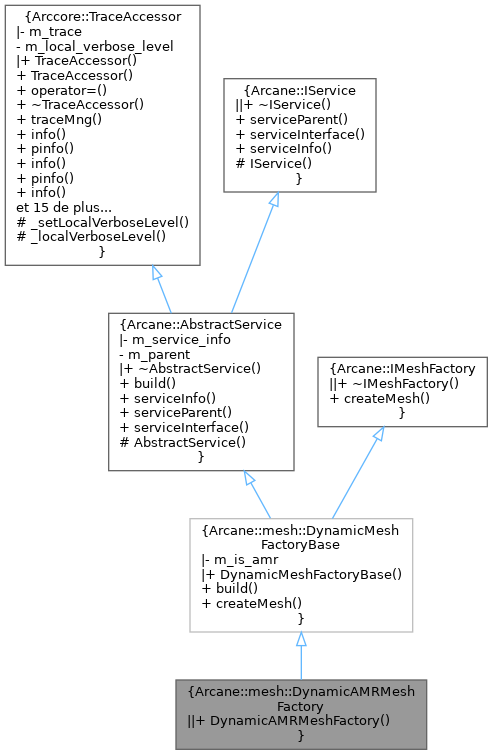 {Arccore::TraceAccessor
|- m_trace
- m_local_verbose_level
|+ TraceAccessor()
+ TraceAccessor()
+ operator=()
+ ~TraceAccessor()
+ traceMng()
+ info()
+ pinfo()
+ info()
+ pinfo()
+ info()
et 15 de plus...
# _setLocalVerboseLevel()
# _localVerboseLevel()
}
{Arcane::IService
||+ ~IService()
+ serviceParent()
+ serviceInterface()
+ serviceInfo()
# IService()
}
{Arcane::AbstractService
|- m_service_info
- m_parent
|+ ~AbstractService()
+ build()
+ serviceInfo()
+ serviceParent()
+ serviceInterface()
# AbstractService()
}
{Arcane::IMeshFactory
||+ ~IMeshFactory()
+ createMesh()
}
{Arcane::mesh::DynamicMesh
FactoryBase
|- m_is_amr
|+ DynamicMeshFactoryBase()
+ build()
+ createMesh()
}
{Arcane::mesh::DynamicAMRMesh
Factory
||+ DynamicAMRMeshFactory()
}